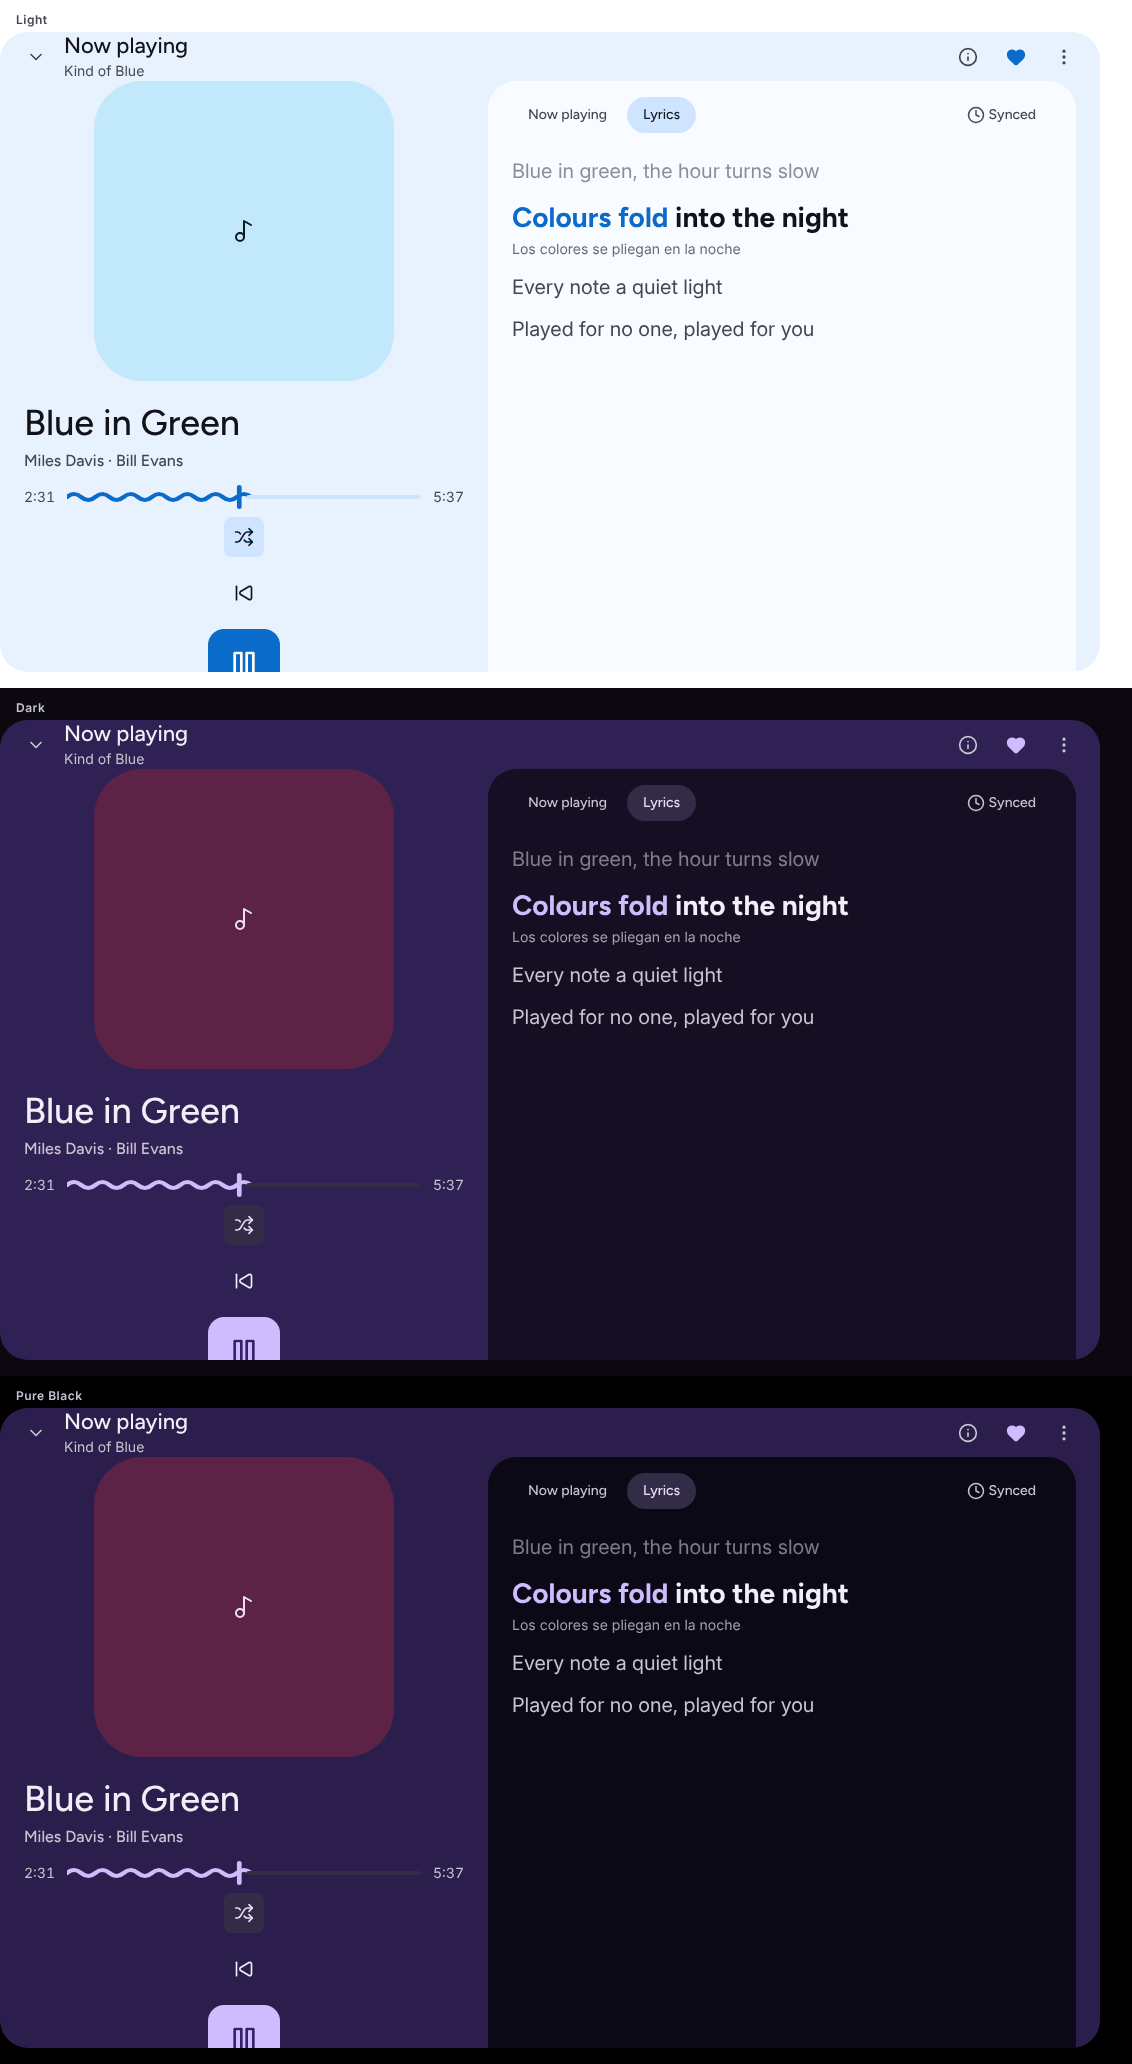 Light
Now playing
Kind of Blue
Now playing
Lyrics
Synced
Blue in green, the hour turns slow
Colours fold into the night
Los colores se pliegan en la noche
Every note a quiet light
Played for no one, played for you
Blue in Green
Miles Davis · Bill Evans
2:31
5:37
Dark
Now playing
Kind of Blue
Now playing
Lyrics
Synced
Blue in green, the hour turns slow
Colours fold into the night
Los colores se pliegan en la noche
Every note a quiet light
Played for no one, played for you
Blue in Green
Miles Davis · Bill Evans
2:31
5:37
Pure Black
Now playing
Kind of Blue
Now playing
Lyrics
Synced
Blue in green, the hour turns slow
Colours fold into the night
Los colores se pliegan en la noche
Every note a quiet light
Played for no one, played for you
Blue in Green
Miles Davis · Bill Evans
2:31
5:37